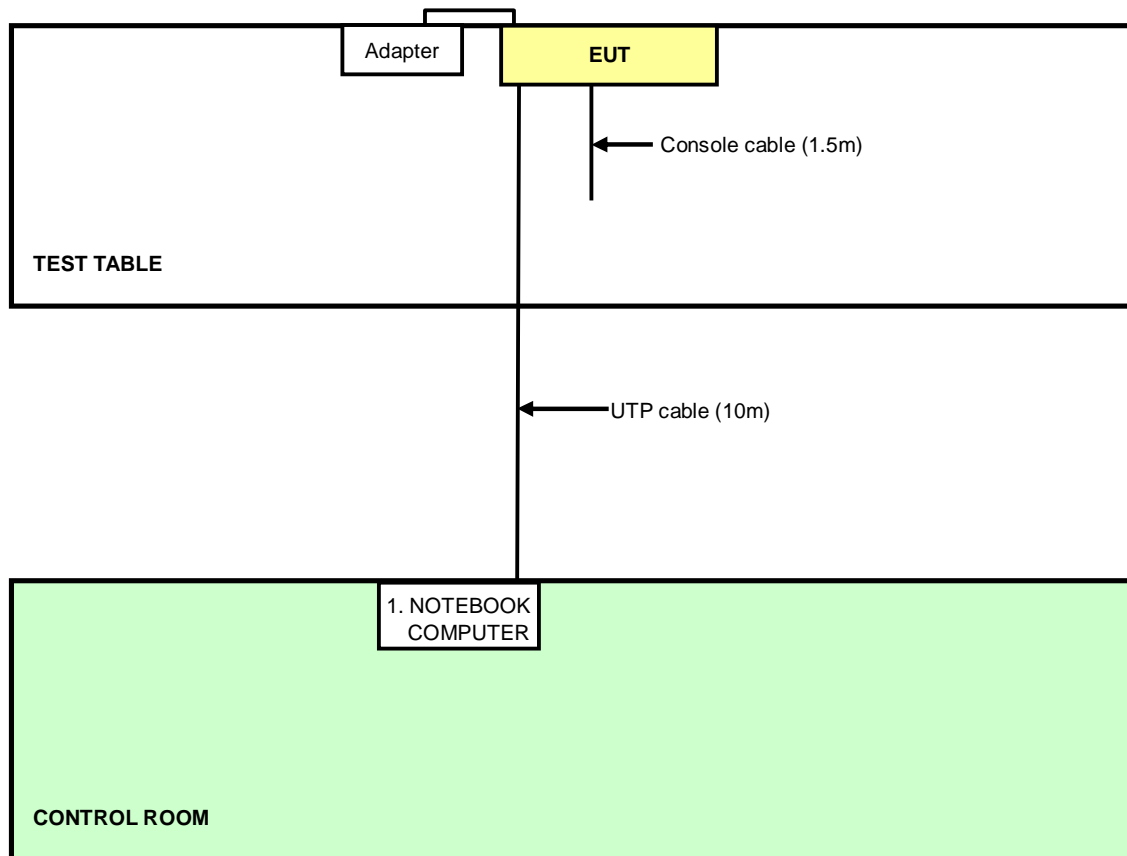 Adapter
EUT
Console cable (1.5m)
TEST TABLE
UTP cable (10m)
1. NOTEBOOK
COMPUTER
CONTROL ROOM